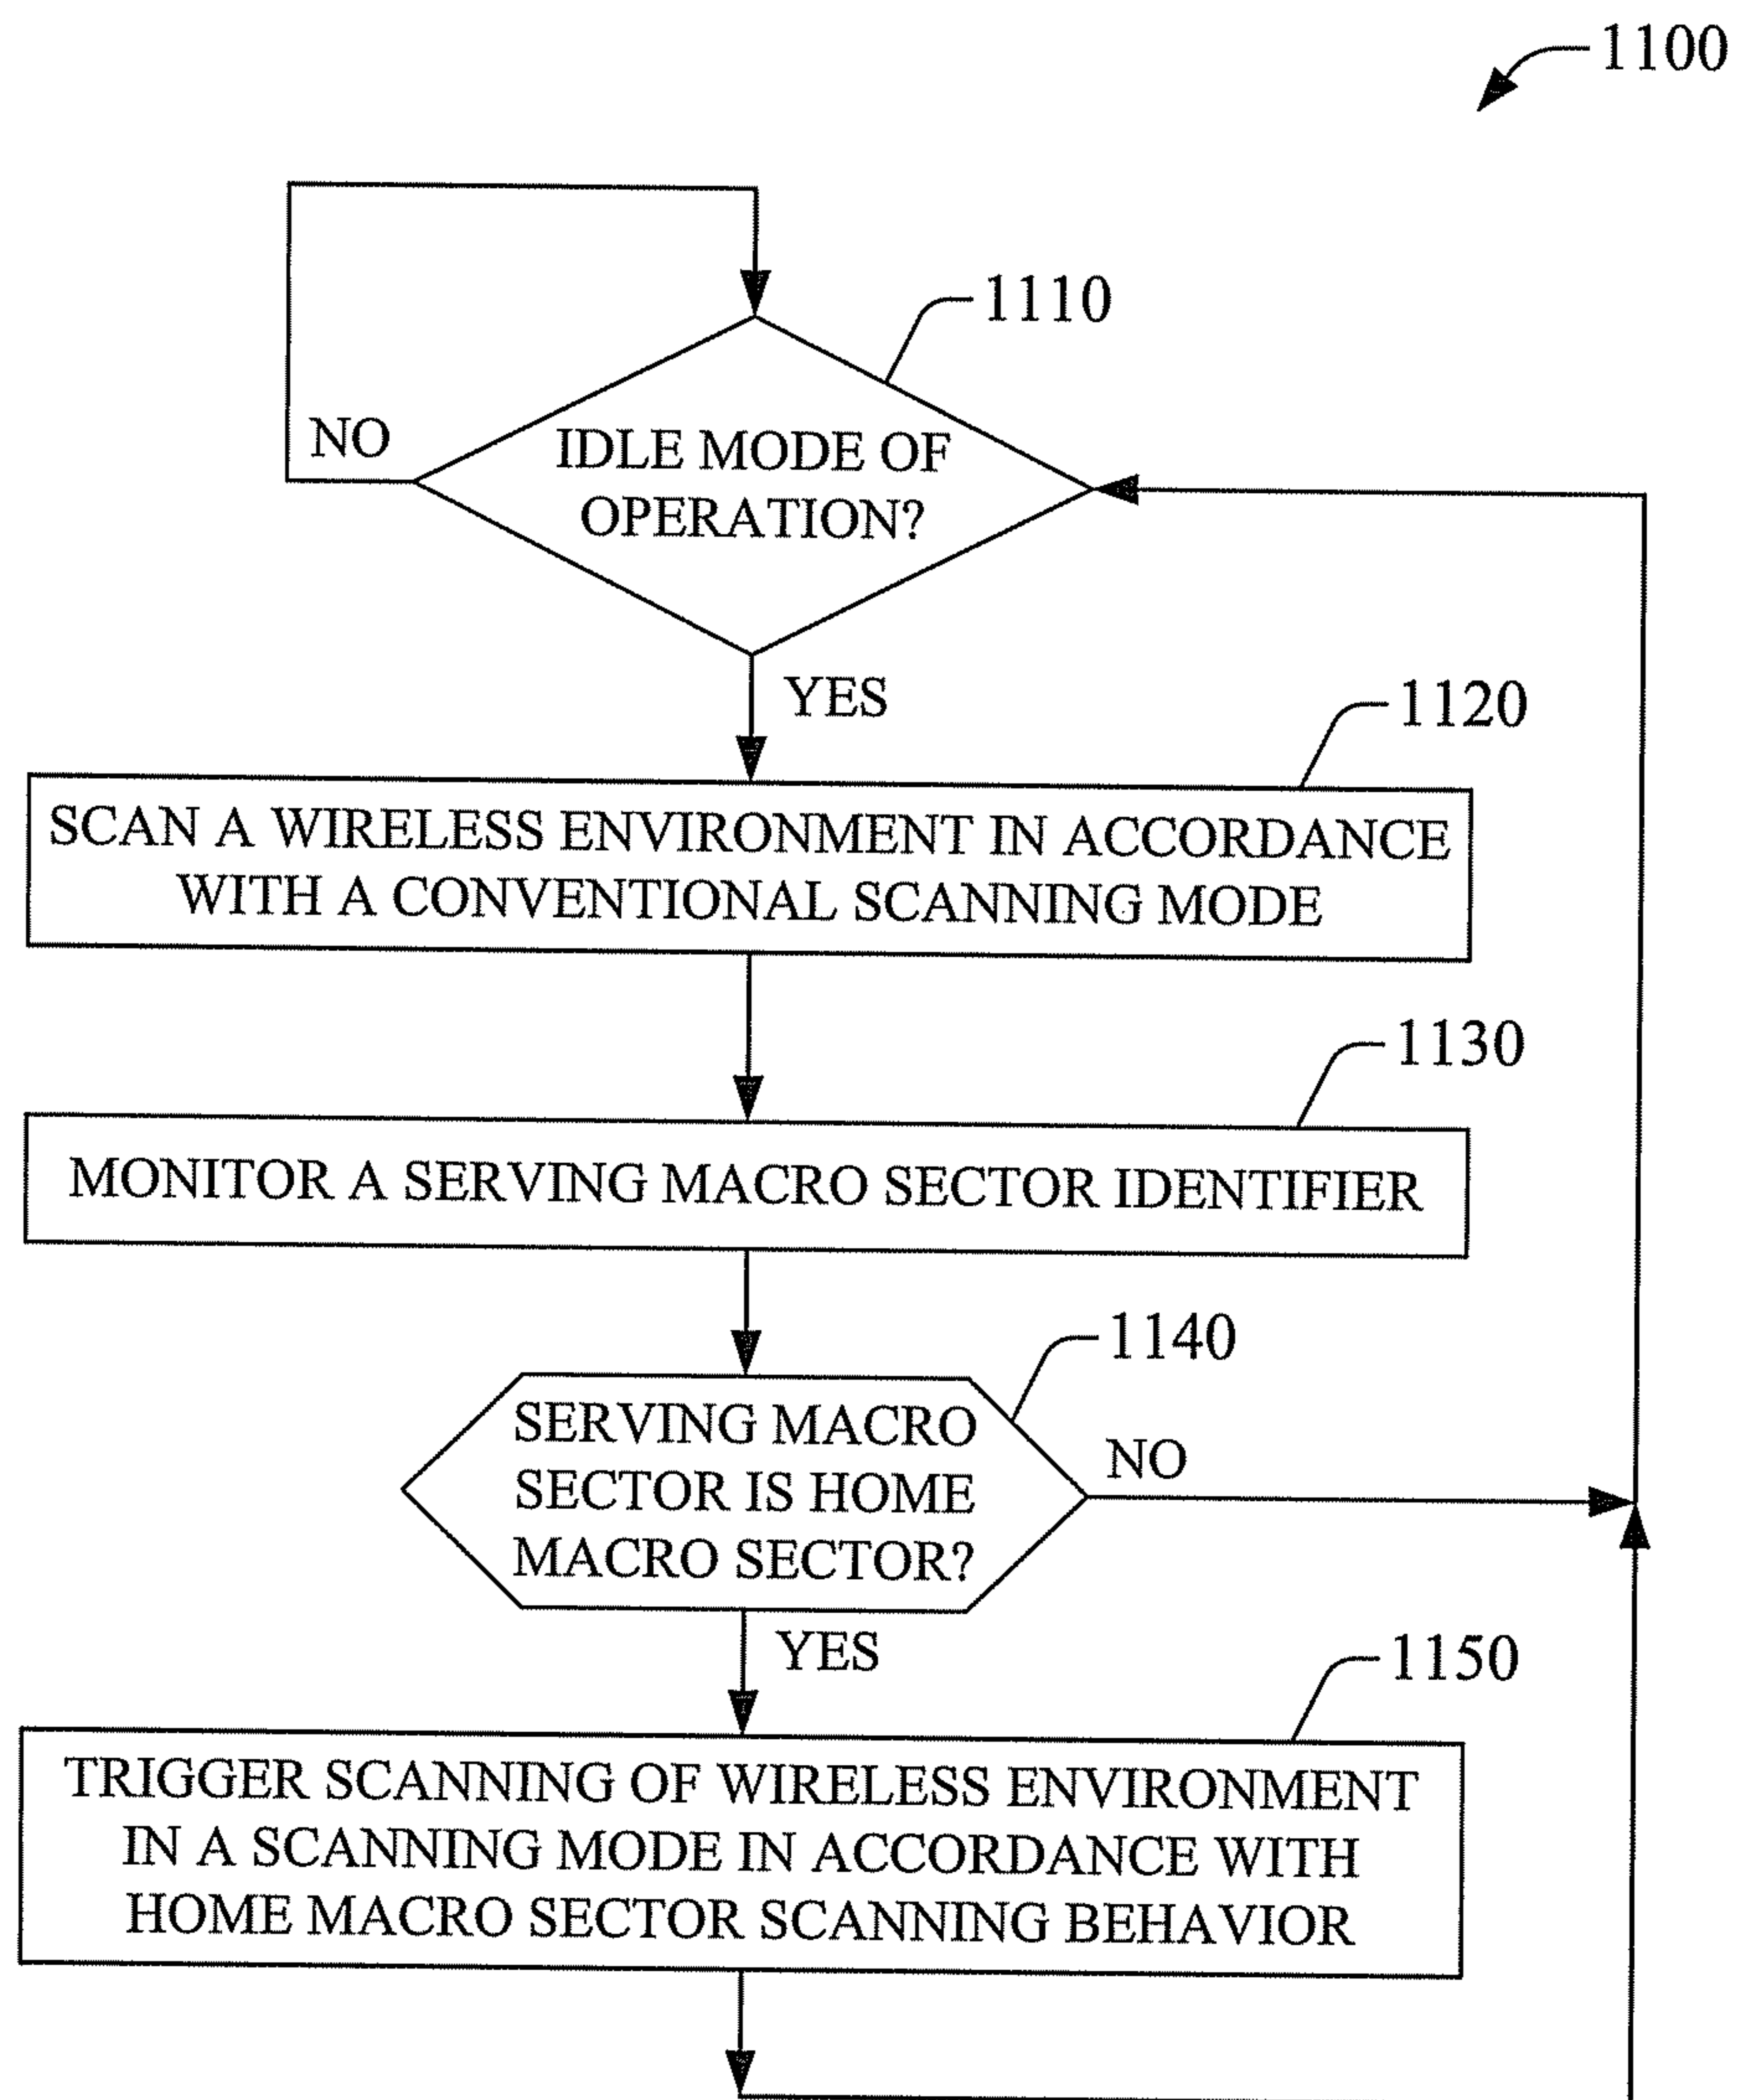 1100
1110
NO
IDLE MODE OF
OPERATION?
YES
1120
SCAN A WIRELESS ENVIRONMENT IN ACCORDANCE
WITH A CONVENTIONAL SCANNING MODE
1130
MONITOR A SERVING MACRO SECTOR IDENTIFIER
1140
SERVING MACRO
SECTOR IS HOME
MACRO SECTOR?
NO
YES
1150
TRIGGER SCANNING OF WIRELESS ENVIRONMENT
IN A SCANNING MODE IN ACCORDANCE WITH
HOME MACRO SECTOR SCANNING BEHAVIOR